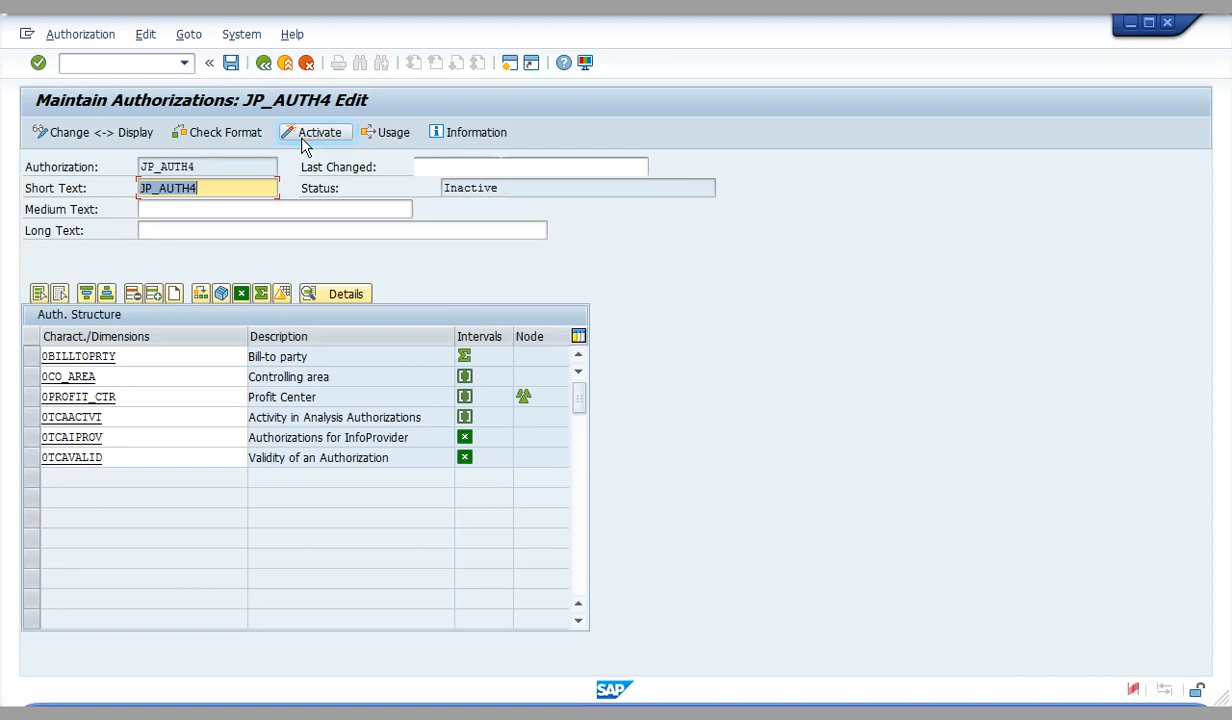 Authorization Edit Goto System Help
Maintain Authorizations: JP_AUTH4 Edit
Change <-> Display Check Format Activate Usage Information
Authorization: JP_AUTH4 Last Changed:
Short Text: JP_AUTH4 Status: Inactive
Medium Text:
Long Text:
Details
Auth. Structure
Charact./Dimensions Description Intervals Node
0BILLTOPRTY Bill-to party
0CO_AREA Controlling area
0PROFIT_CTR Profit Center
0TCAACTVT Activity in Analysis Authorizations
0TCAIPROV Authorizations for InfoProvider
0TCAVALID Validity of an Authorization
SAP